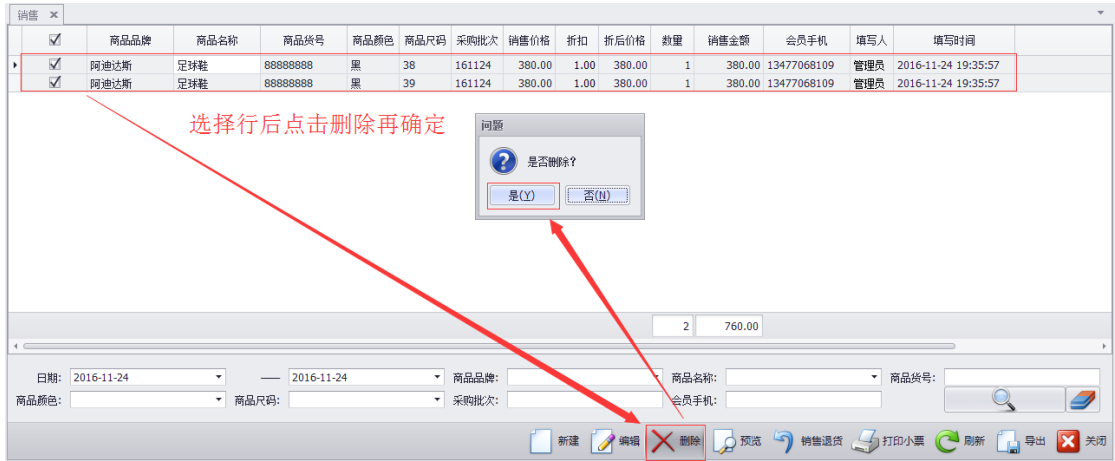 销售
商品品牌 商品名称 商品货号 商品颜色 商品尺码 采购批次 销售价格 折扣 折后价格 数量 销售金额 会员手机 填写人 填写时间
阿迪达斯 足球鞋 88888888 黑 38 161124 380.00 1.00 380.00 1 380.00 13477068109 管理员 2016-11-24 19:35:57
阿迪达斯 足球鞋 88888888 黑 39 161124 380.00 1.00 380.00 1 380.00 13477068109 管理员 2016-11-24 19:35:57
选择行后点击删除再确定
问题
是否删除?
是(Y) 否(N)
2 760.00
日期: 2016-11-24 — 2016-11-24 商品品牌: 商品名称: 商品货号:
商品颜色: 商品尺码: 采购批次: 会员手机:
新建 编辑 删除 预览 销售退货 打印小票 刷新 导出 关闭